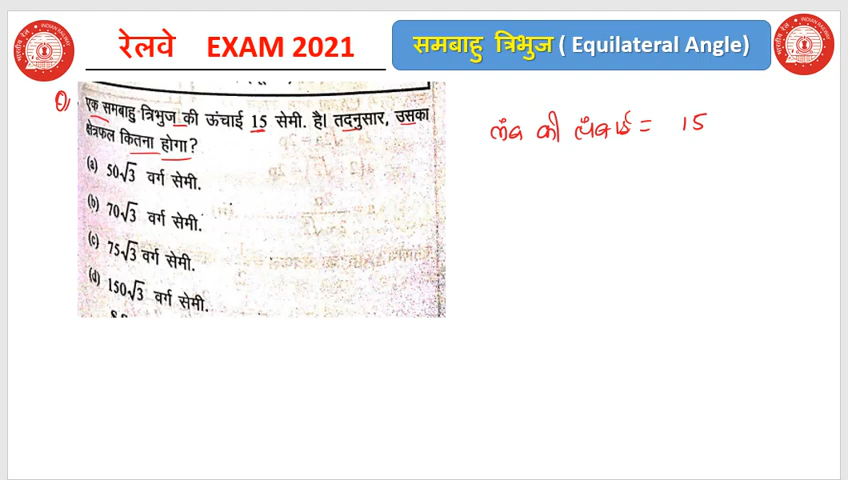 रेलवे EXAM 2021
समबाहु त्रिभुज ( Equilateral Angle)
Q,
एक समबाहु त्रिभुज की ऊंचाई 15 सेमी. है। तद्नुसार, उसका
क्षेत्रफल कितना होगा?
(a) 50√3 वर्ग सेमी.
(b) 70√3 वर्ग सेमी.
(c) 75√3 वर्ग सेमी.
(d) 150√3 वर्ग सेमी.
लंब की लंबाई = 15